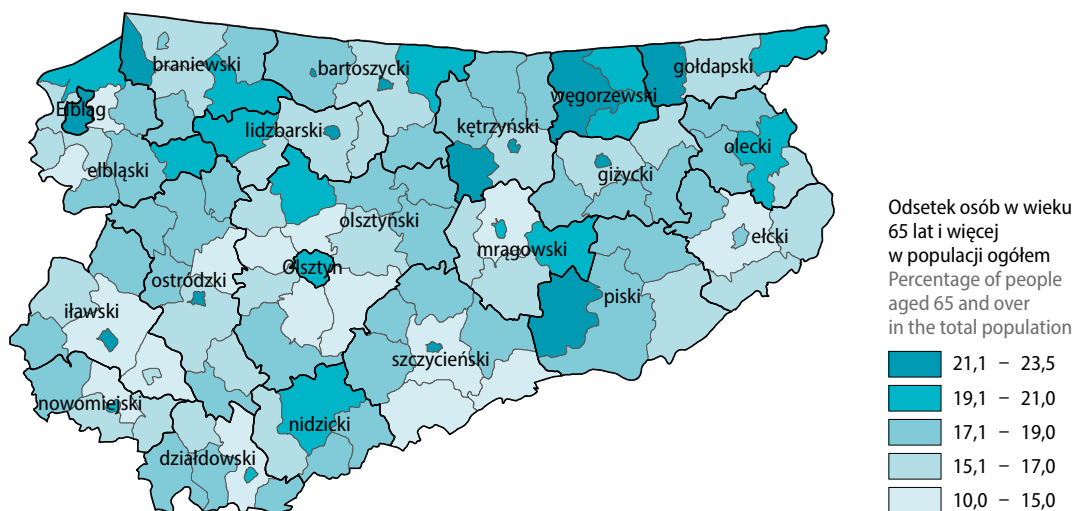 braniewski
bartoszycki
gołdapski
węgorzewski
Elbląg
lidzbarski
kętrzyński
olecki
elbląski
giżycki
olsztyński
mrągowski
ełcki
Olsztyn
ostródzki
piski
iławski
szczycieński
nowomiejski
nidzicki
działdowski
Odsetek osób w wieku
65 lat i więcej
w populacji ogółem
Percentage of people
aged 65 and over
in the total population
21,1 – 23,5
19,1 – 21,0
17,1 – 19,0
15,1 – 17,0
10,0 – 15,0